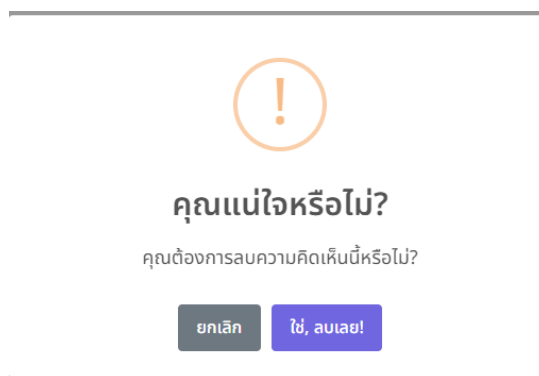 !
คุณแน่ใจหรือไม่?
คุณต้องการลบความคิดเห็นนี้หรือไม่?
ยกเลิก
ใช่, ลบเลย!